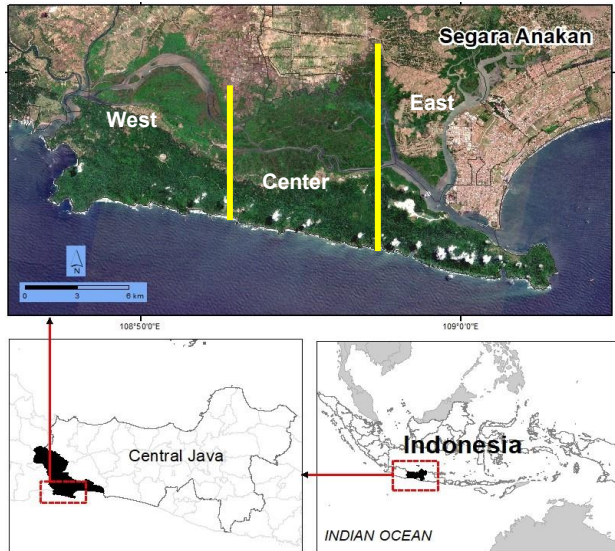 Segara Anakan
West
East
Center
N
0 3 6 km
108°50'0"E
109°0'0"E
Central Java
Indonesia
INDIAN OCEAN